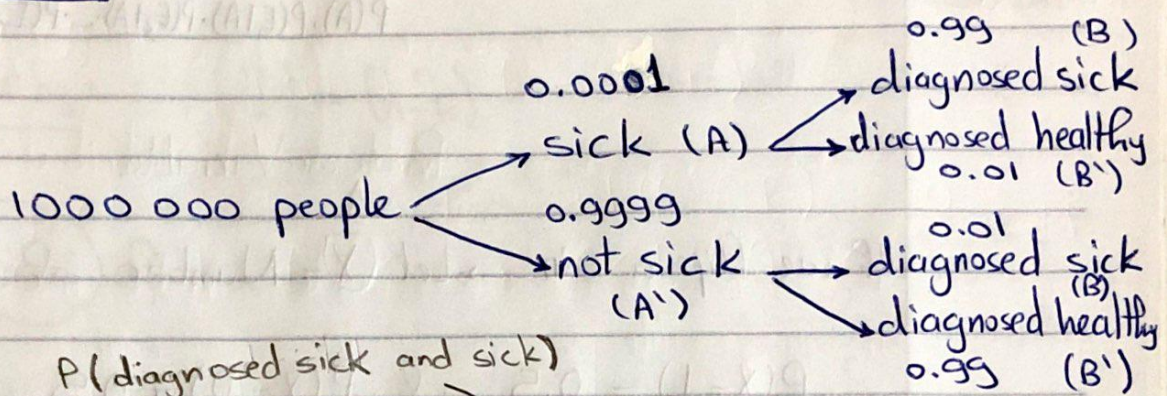 0.99 (B)
0.0001 diagnosed sick
sick (A) diagnosed healthy
0.01 (B')
1000 000 people 0.9999
0.01
not sick diagnosed sick
(B)
(A') diagnosed healthy
P(diagnosed sick and sick) 0.99 (B')